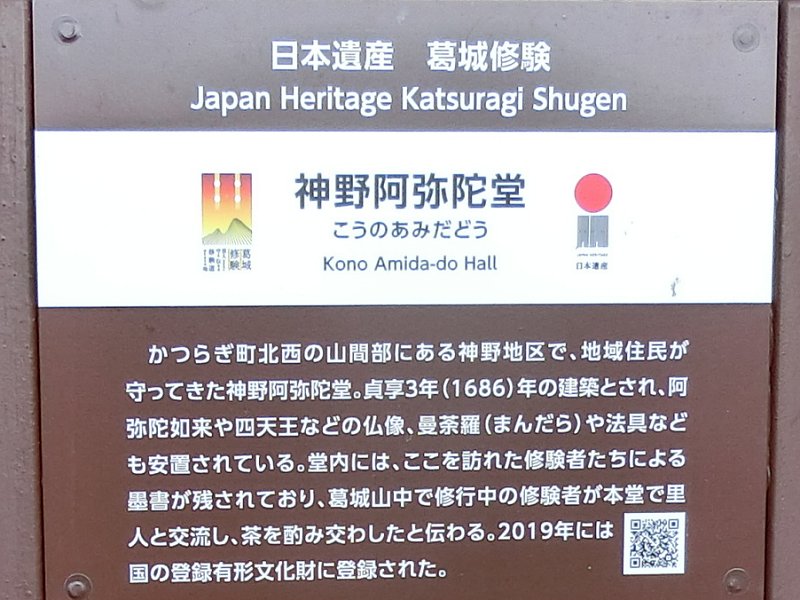 日本遺産　葛城修験
Japan Heritage Katsuragi Shugen
神野阿弥陀堂
こうのあみだどう
Kono Amida-do Hall
葛城
修験
JAPAN HERITAGE
日本遺産
かつらぎ町北西の山間部にある神野地区で、地域住民が
守ってきた神野阿弥陀堂。貞享3年（1686）年の建築とされ、阿
弥陀如来や四天王などの仏像、曼荼羅（まんだら）や法具など
も安置されている。堂内には、ここを訪れた修験者たちによる
墨書が残されており、葛城山中で修行中の修験者が本堂で里
人と交流し、茶を酌み交わしたと伝わる。2019年には
国の登録有形文化財に登録された。